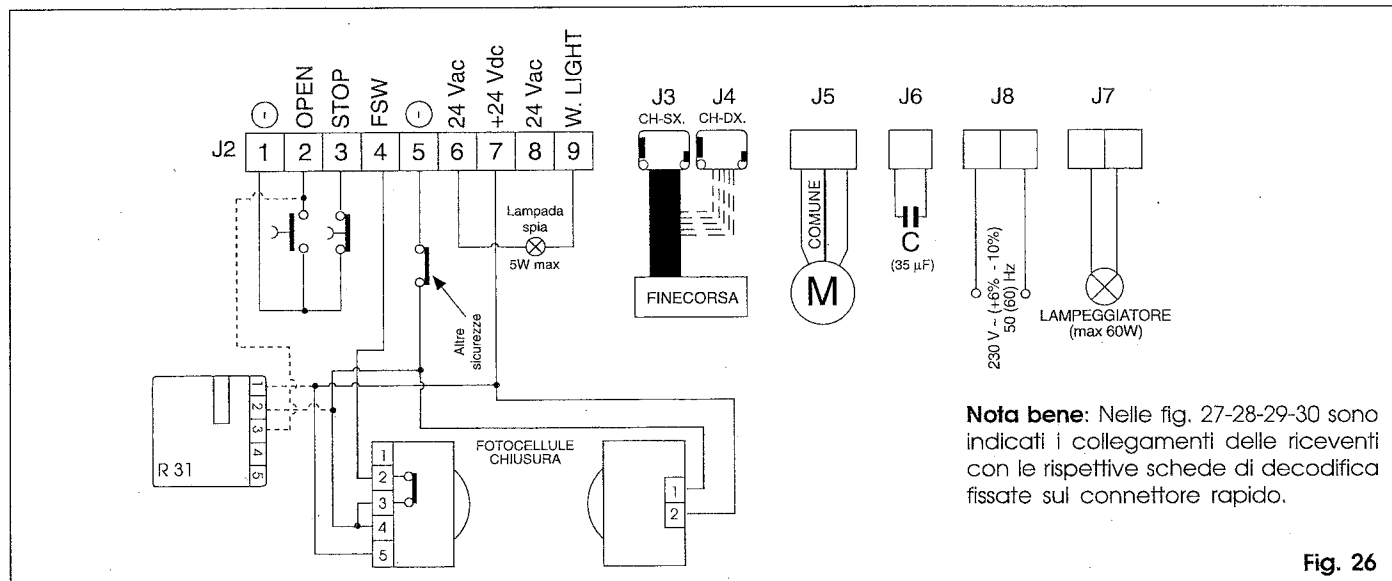 OPEN
STOP
FSW
24 Vac
+24 Vdc
24 Vac
W. LIGHT
J2 1 2 3 4 5 6 7 8 9
J3
CH-SX.
J4
CH-DX.
J5
J6
J8
J7
Lampada
spia
5W max
Altre
sicurezze
FINECORSA
COMUNE
M
C
(35 µF)
230 V ~ (+6% - 10%)
50 (60) Hz
LAMPEGGIATORE
(max 60W)
R 31
1
2
3
4
5
FOTOCELLULE
CHIUSURA
1
2
3
4
5
1
2
Nota bene: Nelle fig. 27-28-29-30 sono
indicati i collegamenti delle riceventi
con le rispettive schede di decodifica
fissate sul connettore rapido.
Fig. 26